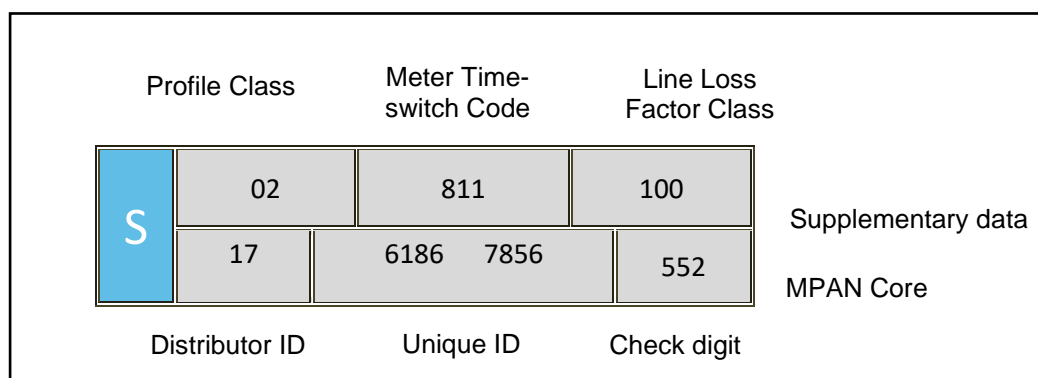 Profile Class Meter Time- Line Loss
switch Code Factor Class
S 02 811 100
Supplementary data
17 6186 7856 552
MPAN Core
Distributor ID Unique ID Check digit